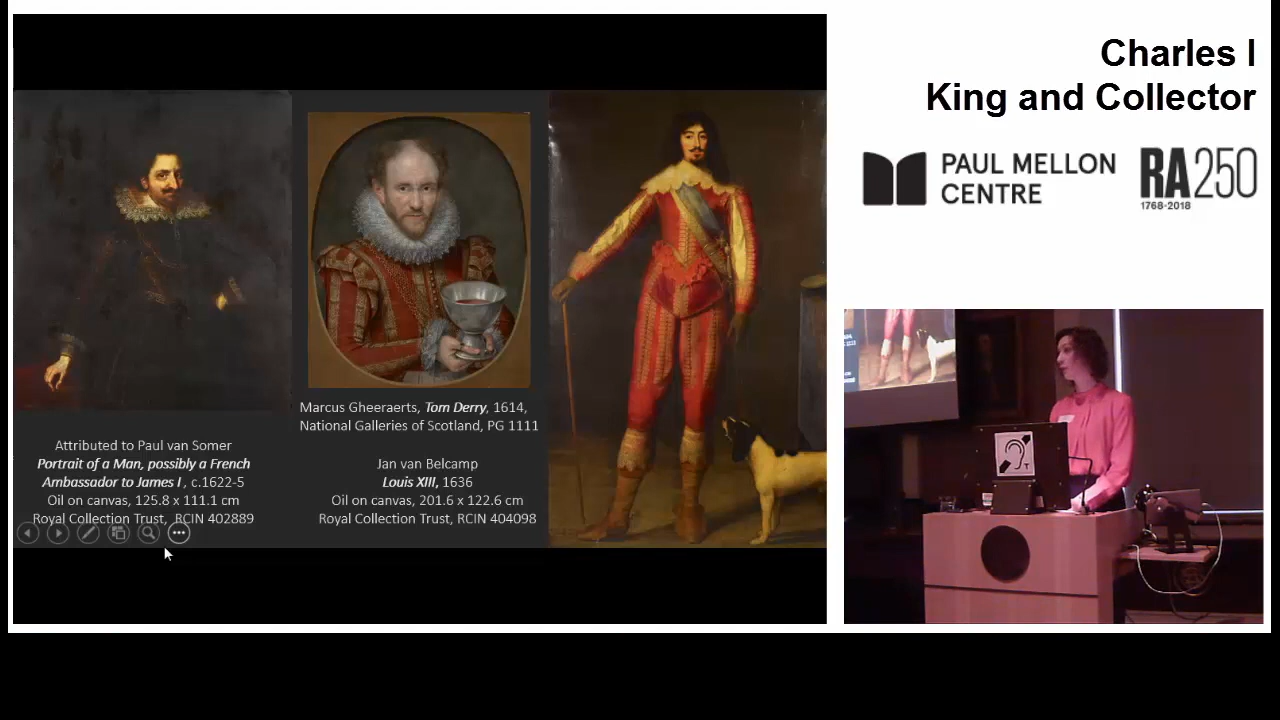 Charles I
King and Collector
PAUL MELLON
CENTRE
RA250
1768-2018
Marcus Gheeraerts, Tom Derry, 1614,
National Galleries of Scotland, PG 1111
Attributed to Paul van Somer
Portrait of a Man, possibly a French
Ambassador to James I , c.1622-5
Oil on canvas, 125.8 x 111.1 cm
Royal Collection Trust, RCIN 402889
Jan van Belcamp
Louis XIII, 1636
Oil on canvas, 201.6 x 122.6 cm
Royal Collection Trust, RCIN 404098
T